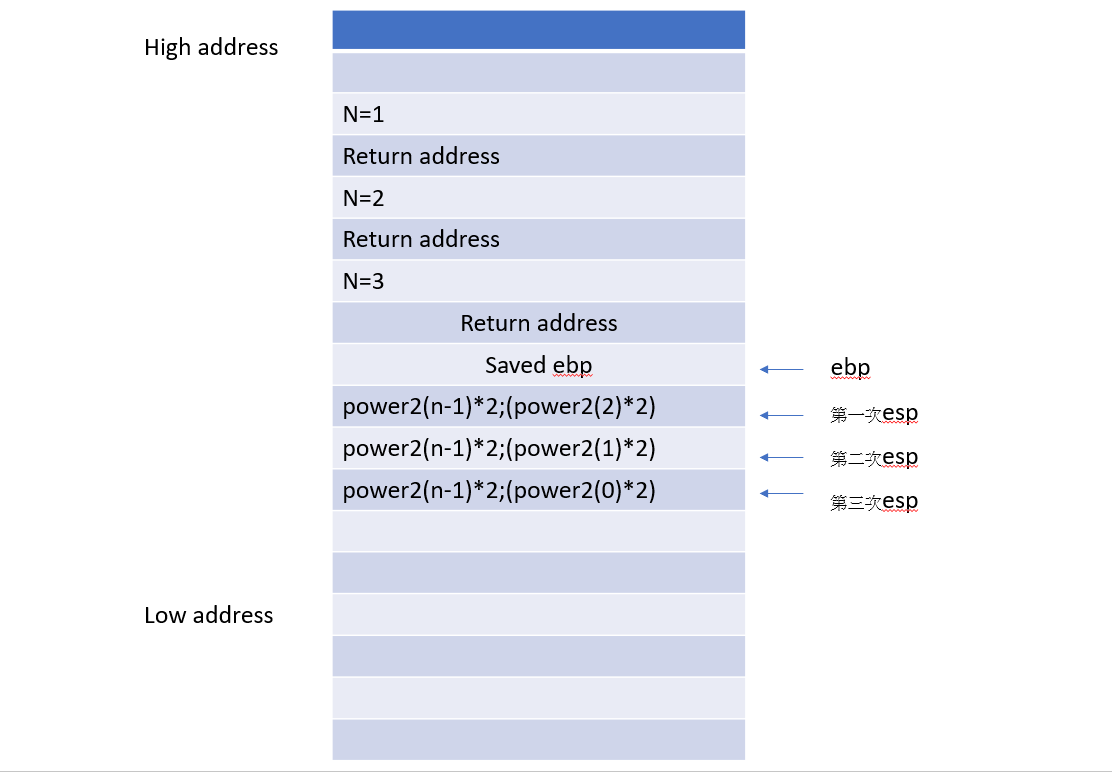 High address
N=1
Return address
N=2
Return address
N=3
Return address
Saved ebp
ebp
power2(n-1)*2;(power2(2)*2)
第一次esp
power2(n-1)*2;(power2(1)*2)
第二次esp
power2(n-1)*2;(power2(0)*2)
第三次esp
Low address